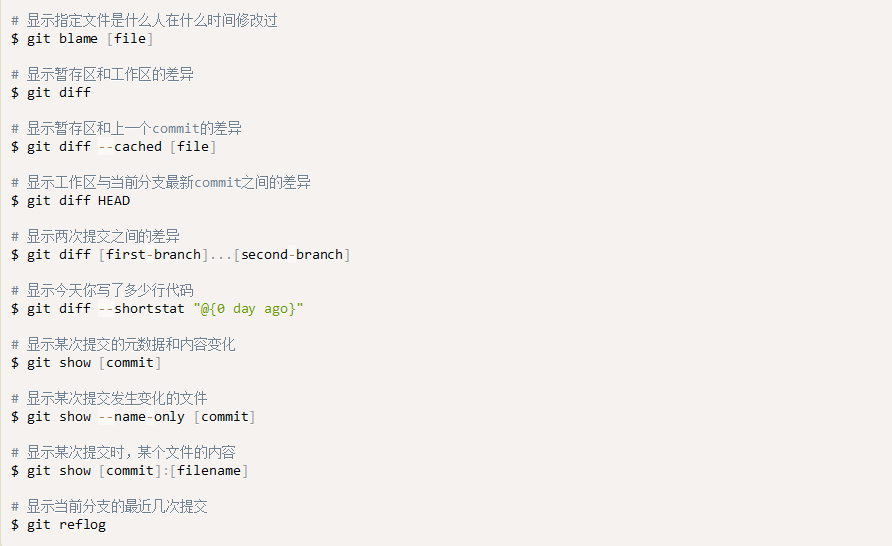 # 显示指定文件是什么人在什么时间修改过
$ git blame [file]
# 显示暂存区和工作区的差异
$ git diff
# 显示暂存区和上一个commit的差异
$ git diff --cached [file]
# 显示工作区与当前分支最新commit之间的差异
$ git diff HEAD
# 显示两次提交之间的差异
$ git diff [first-branch]...[second-branch]
# 显示今天你写了多少行代码
$ git diff --shortstat "@{0 day ago}"
# 显示某次提交的元数据和内容变化
$ git show [commit]
# 显示某次提交发生变化的文件
$ git show --name-only [commit]
# 显示某次提交时，某个文件的内容
$ git show [commit]:[filename]
# 显示当前分支的最近几次提交
$ git reflog